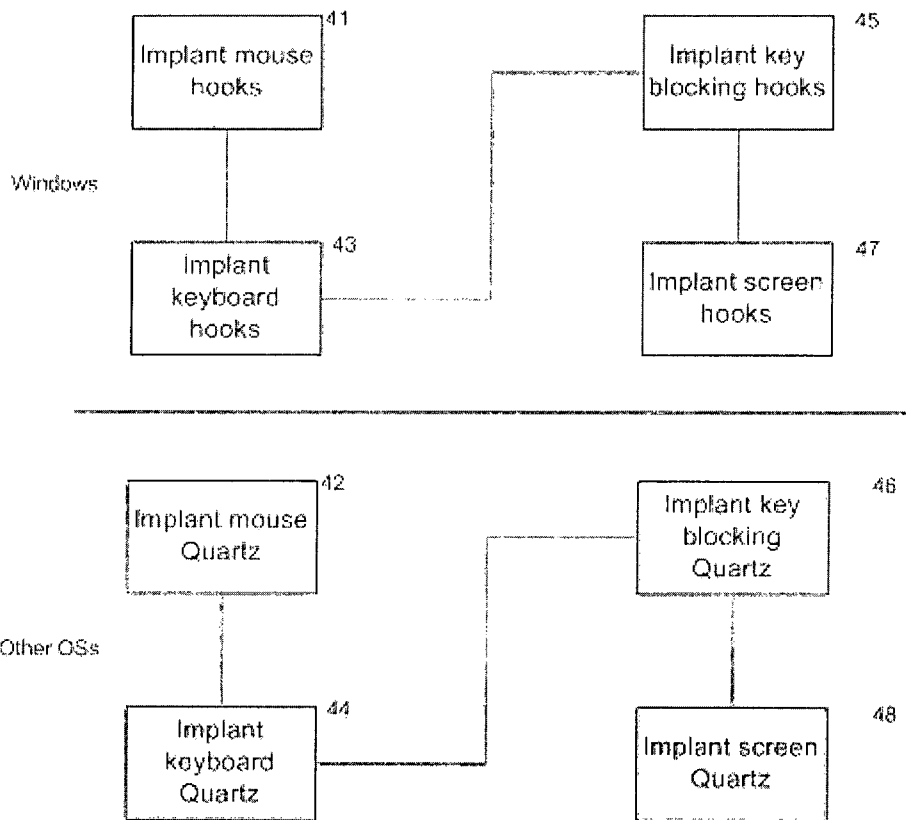 41
Implant mouse
hooks
45
Implant key
blocking hooks
Windows
43
Implant
keyboard
hooks
47
Implant screen
hooks
42
Implant mouse
Quartz
46
Implant key
blocking
Quartz
Other OSs
44
Implant
keyboard
Quartz
48
Implant screen
Quartz